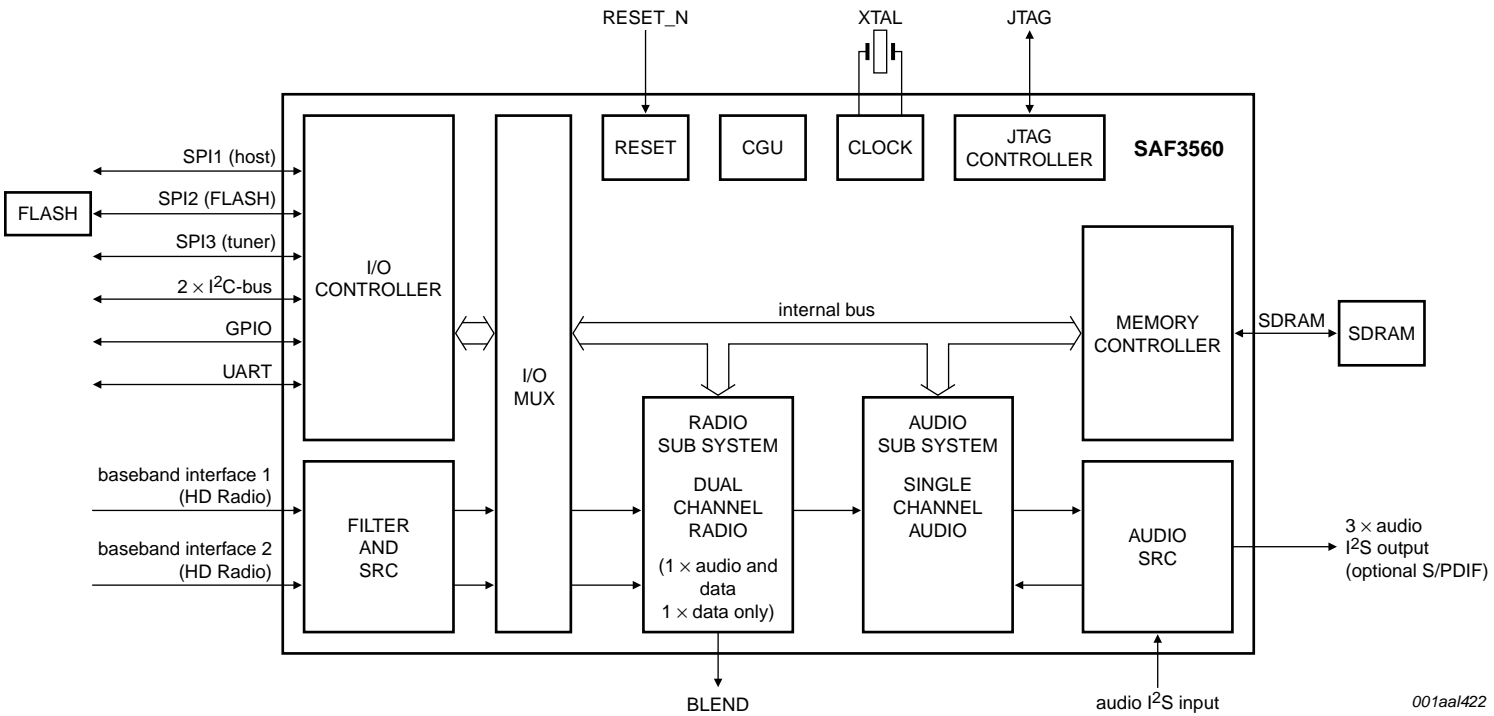 RESET_N
XTAL
JTAG
RESET
CGU
CLOCK
JTAG
CONTROLLER
SAF3560
SPI1 (host)
FLASH
SPI2 (FLASH)
SPI3 (tuner)
2 × I²C-bus
GPIO
UART
I/O
CONTROLLER
I/O
MUX
internal bus
MEMORY
CONTROLLER
SDRAM
SDRAM
baseband interface 1
(HD Radio)
baseband interface 2
(HD Radio)
FILTER
AND
SRC
RADIO
SUB SYSTEM
DUAL
CHANNEL
RADIO
(1 × audio and
data
1 × data only)
AUDIO
SUB SYSTEM
SINGLE
CHANNEL
AUDIO
AUDIO
SRC
3 × audio
I²S output
(optional S/PDIF)
BLEND
audio I²S input
001aal422